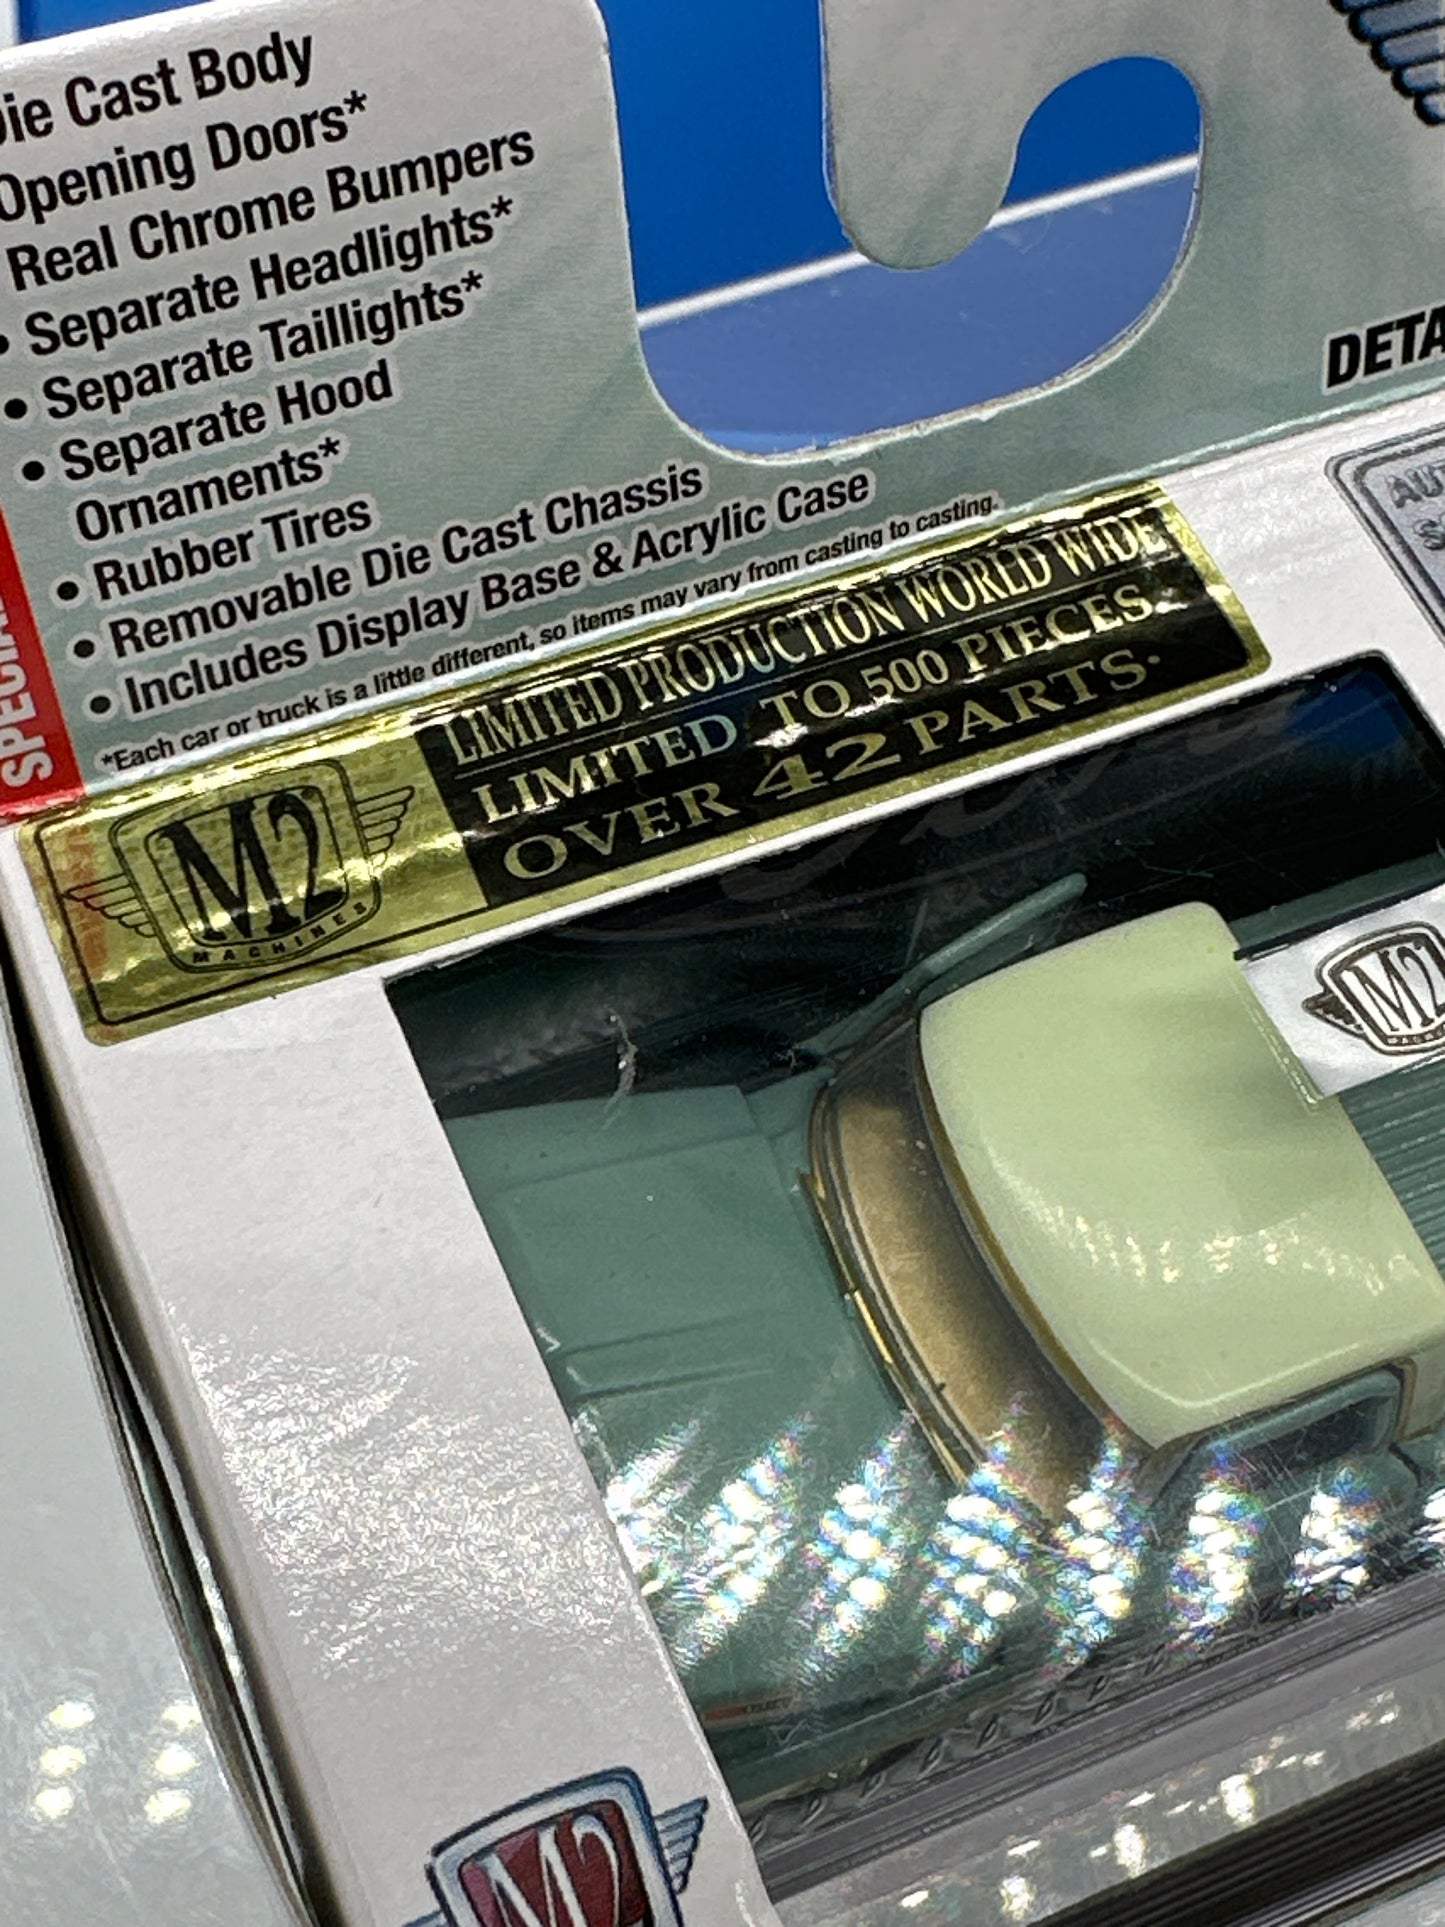 Die Cast Body
Opening Doors*
Real Chrome Bumpers
• Separate Headlights*
• Separate Taillights*
• Separate Hood
Ornaments*
• Rubber Tires
• Removable Die Cast Chassis
• Includes Display Base & Acrylic Case
*Each car or truck is a little different, so items may vary from casting to casting.
DETA
LIMITED PRODUCTION WORLD WIDE
LIMITED TO 500 PIECES.
OVER 42 PARTS.
M2
MACHINES
M2
M2